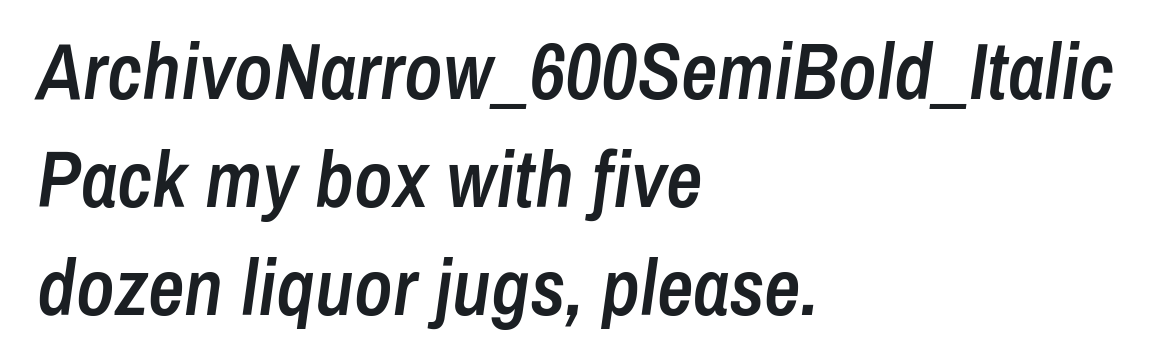 ArchivoNarrow_600SemiBold_Italic
Pack my box with five
dozen liquor jugs, please.